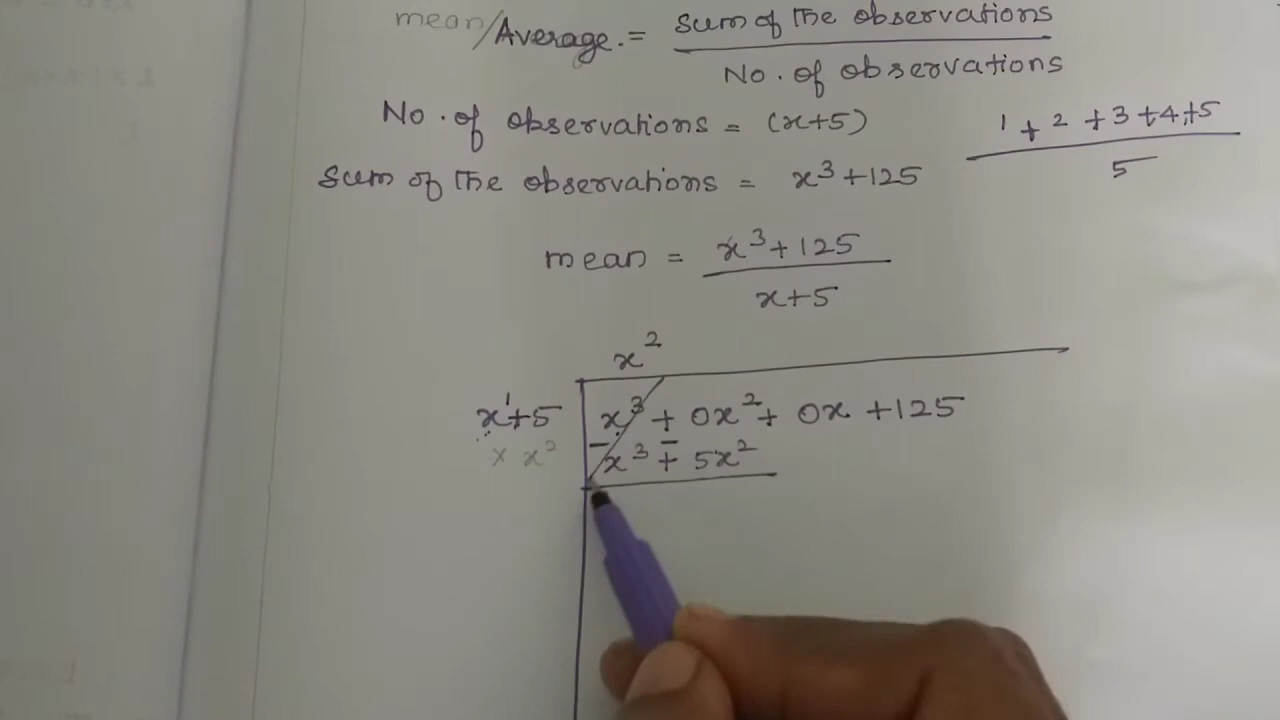 mean/Average. = sum of the observations / No. of observations
No. of observations = (x+5)
1 + 2 + 3 + 4 + 5 / 5
sum of the observations = x³ + 125
mean = x³ + 125 / x + 5
x²
x¹ + 5 x³ + 0x² + 0x + 125
× x² − x³ + − 5x²